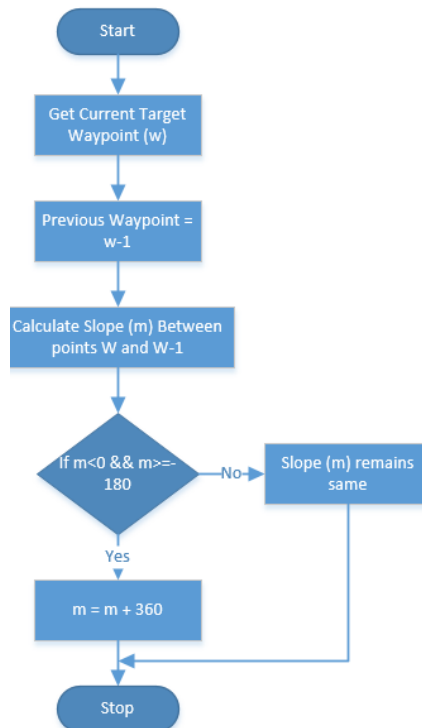 Start
Get Current Target
Waypoint (w)
Previous Waypoint =
w-1
Calculate Slope (m) Between
points W and W-1
If m<0 && m>=-
180
No
Slope (m) remains
same
Yes
m = m + 360
Stop